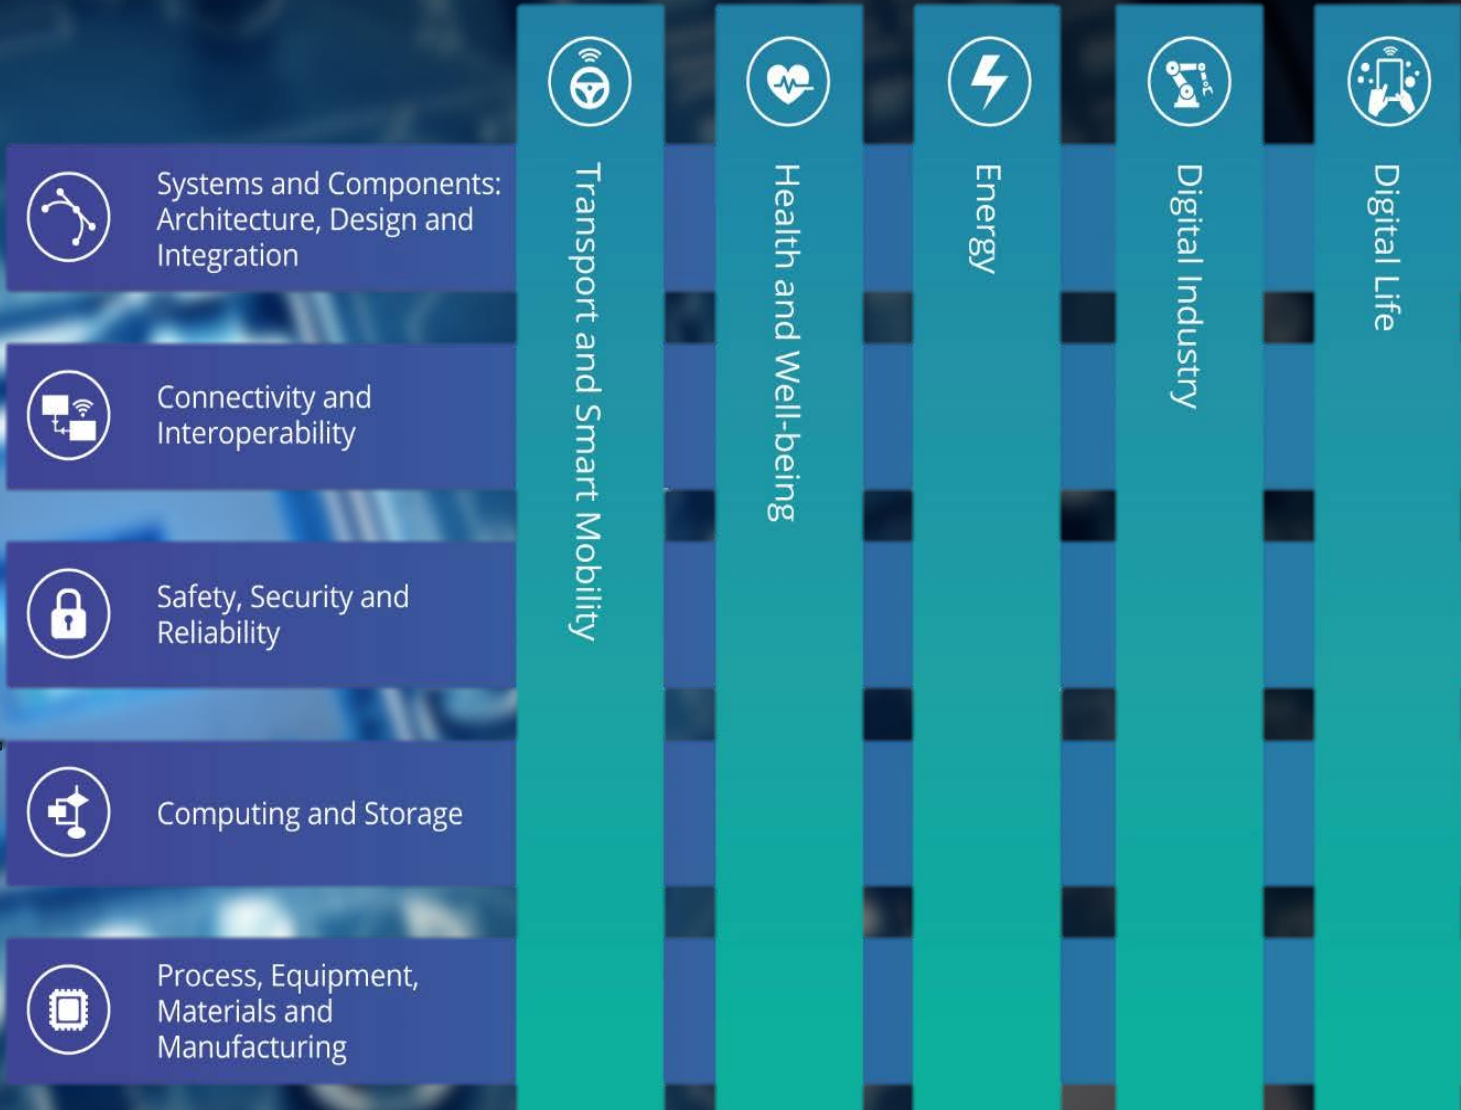 Transport and Smart Mobility
Health and Well-being
Energy
Digital Industry
Digital Life
Systems and Components:
Architecture, Design and
Integration
Connectivity and
Interoperability
Safety, Security and
Reliability
Computing and Storage
Process, Equipment,
Materials and
Manufacturing